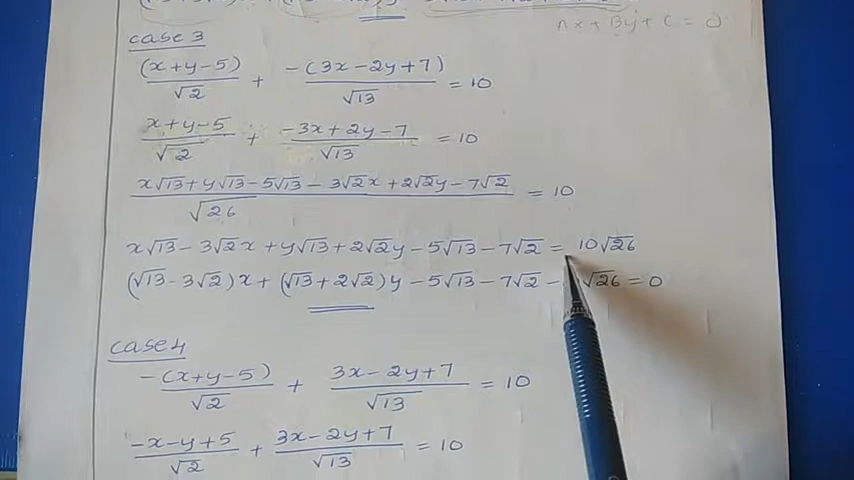 Ax + By + C = 0
case 3
(x+y-5)/√2 + -(3x-2y+7)/√13 = 10
x+y-5/√2 + -3x+2y-7/√13 = 10
x√13+y√13-5√13-3√2x+2√2y-7√2/√26 = 10
x√13-3√2x+y√13+2√2y-5√13-7√2 = 10√26
(√13-3√2)x+(√13+2√2)y-5√13-7√2- √26 = 0
case 4
-(x+y-5)/√2 + 3x-2y+7/√13 = 10
-x-y+5/√2 + 3x-2y+7/√13 = 10